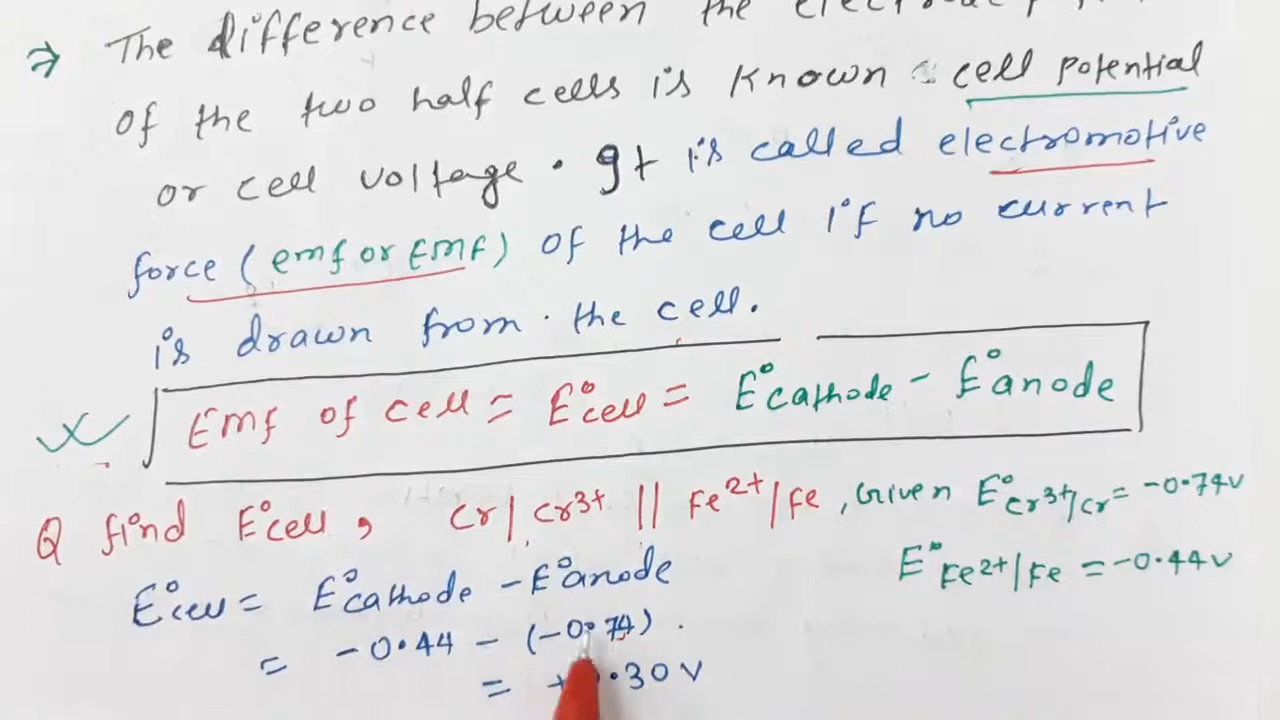 ⇒ The difference between the
of the two half cells is known cell potential
or cell voltage. It is called electromotive
force (emf or EMF) of the cell if no current
is drawn from the cell.
Emf of cell = E°cell = E°cathode - E°anode
Q find E°cell, Cr | Cr³⁺ || Fe²⁺ / Fe, Given E°Cr³⁺/Cr = -0.74V
E°Fe²⁺/Fe = -0.44V
E°cell = E°cathode - E°anode
= -0.44 - (-0.74)
= + .30 V